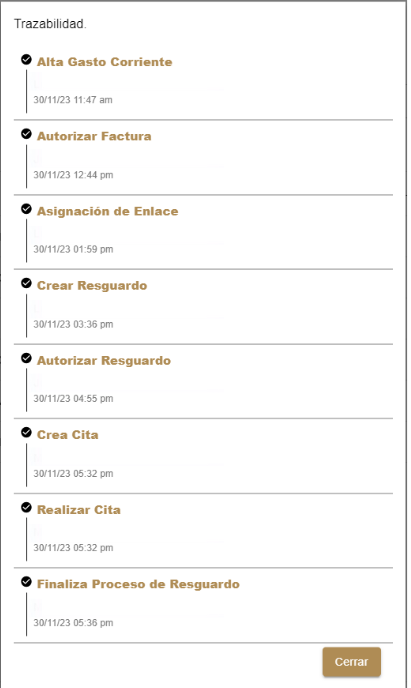 Trazabilidad.
Alta Gasto Corriente
30/11/23 11:47 am
Autorizar Factura
30/11/23 12:44 pm
Asignación de Enlace
30/11/23 01:59 pm
Crear Resguardo
30/11/23 03:36 pm
Autorizar Resguardo
30/11/23 04:55 pm
Crea Cita
30/11/23 05:32 pm
Realizar Cita
30/11/23 05:32 pm
Finaliza Proceso de Resguardo
30/11/23 05:36 pm
Cerrar